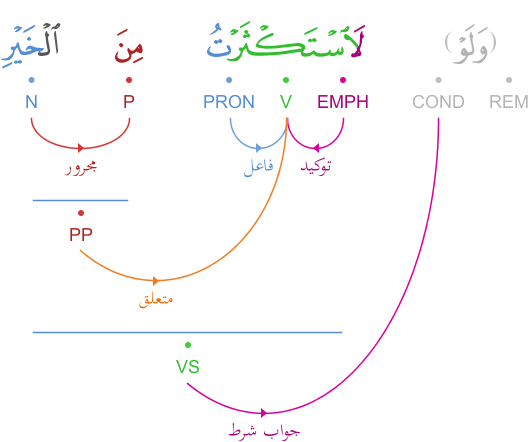 (وَلَوْ) لَٱسْتَكْثَرْتُ مِنَ ٱلْخَيْرِ
REM COND EMPH V PRON P N
توكيد فاعل مجرور
PP
متعلق
VS
جواب شرط